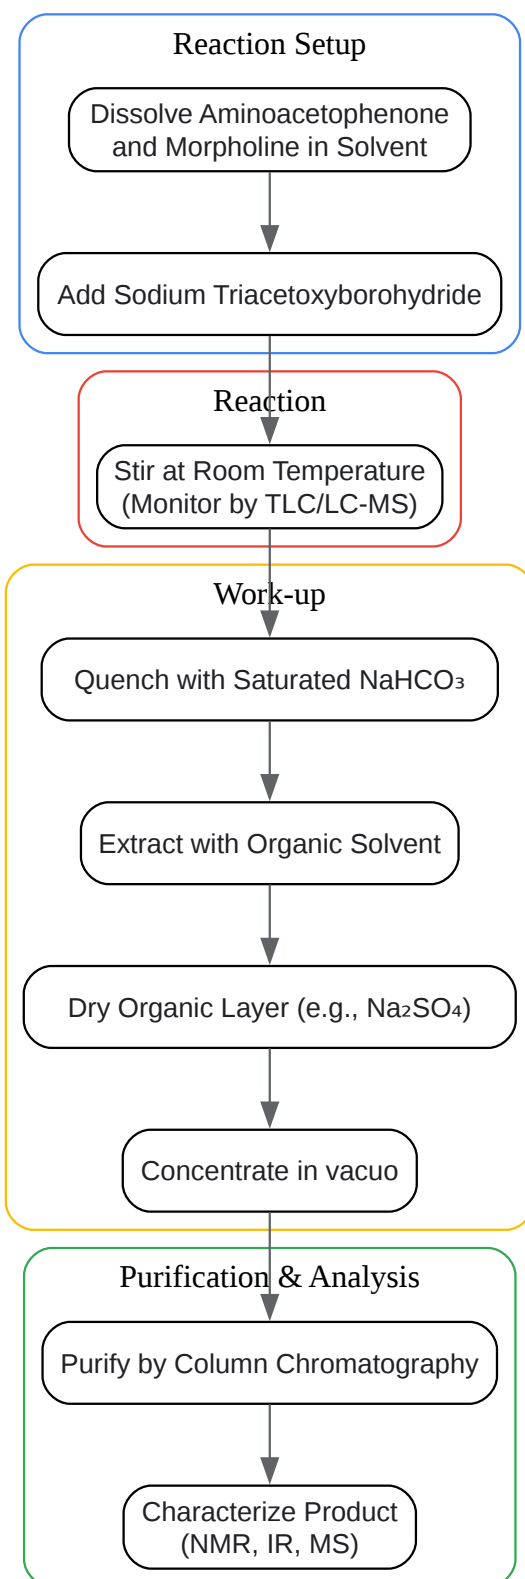 Reaction Setup
Dissolve Aminoacetophenone
and Morpholine in Solvent
Add Sodium Triacetoxyborohydride
Reaction
Stir at Room Temperature
(Monitor by TLC/LC-MS)
Work-up
Quench with Saturated NaHCO₃
Extract with Organic Solvent
Dry Organic Layer (e.g., Na₂SO₄)
Concentrate in vacuo
Purification & Analysis
Purify by Column Chromatography
Characterize Product
(NMR, IR, MS)